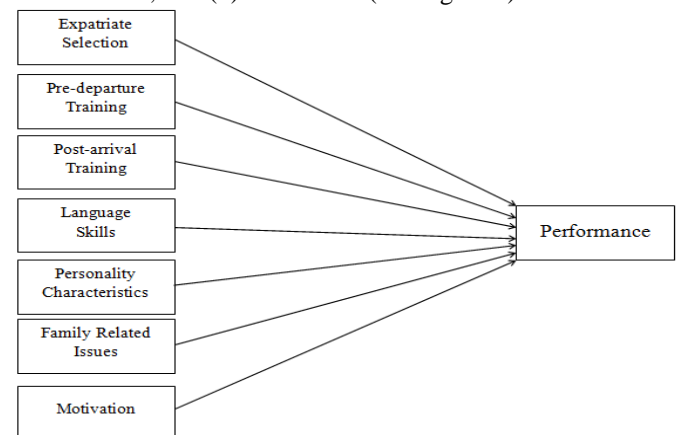 Expatriate
Selection
Pre-departure
Training
Post-arrival
Training
Language
Skills
Personality
Characteristics
Family Related
Issues
Motivation
Performance